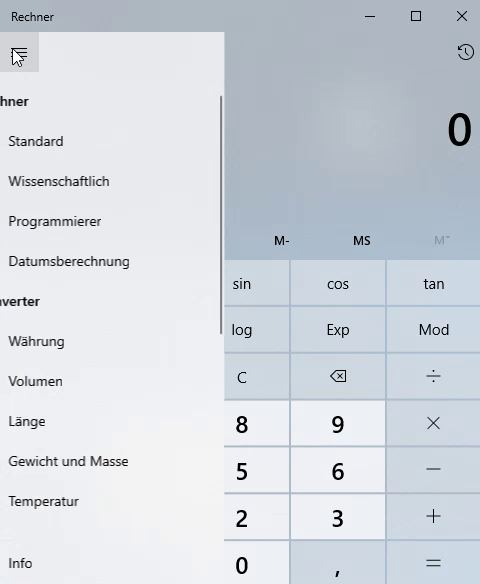 Rechner
hner
Standard
Wissenschaftlich
Programmierer
Datumsberechnung
verter
Währung
Volumen
Länge
Gewicht und Masse
Temperatur
Info
0
M- MS M˅
sin cos tan
log Exp Mod
C ÷
8 9 ×
5 6 −
2 3 +
0 , =